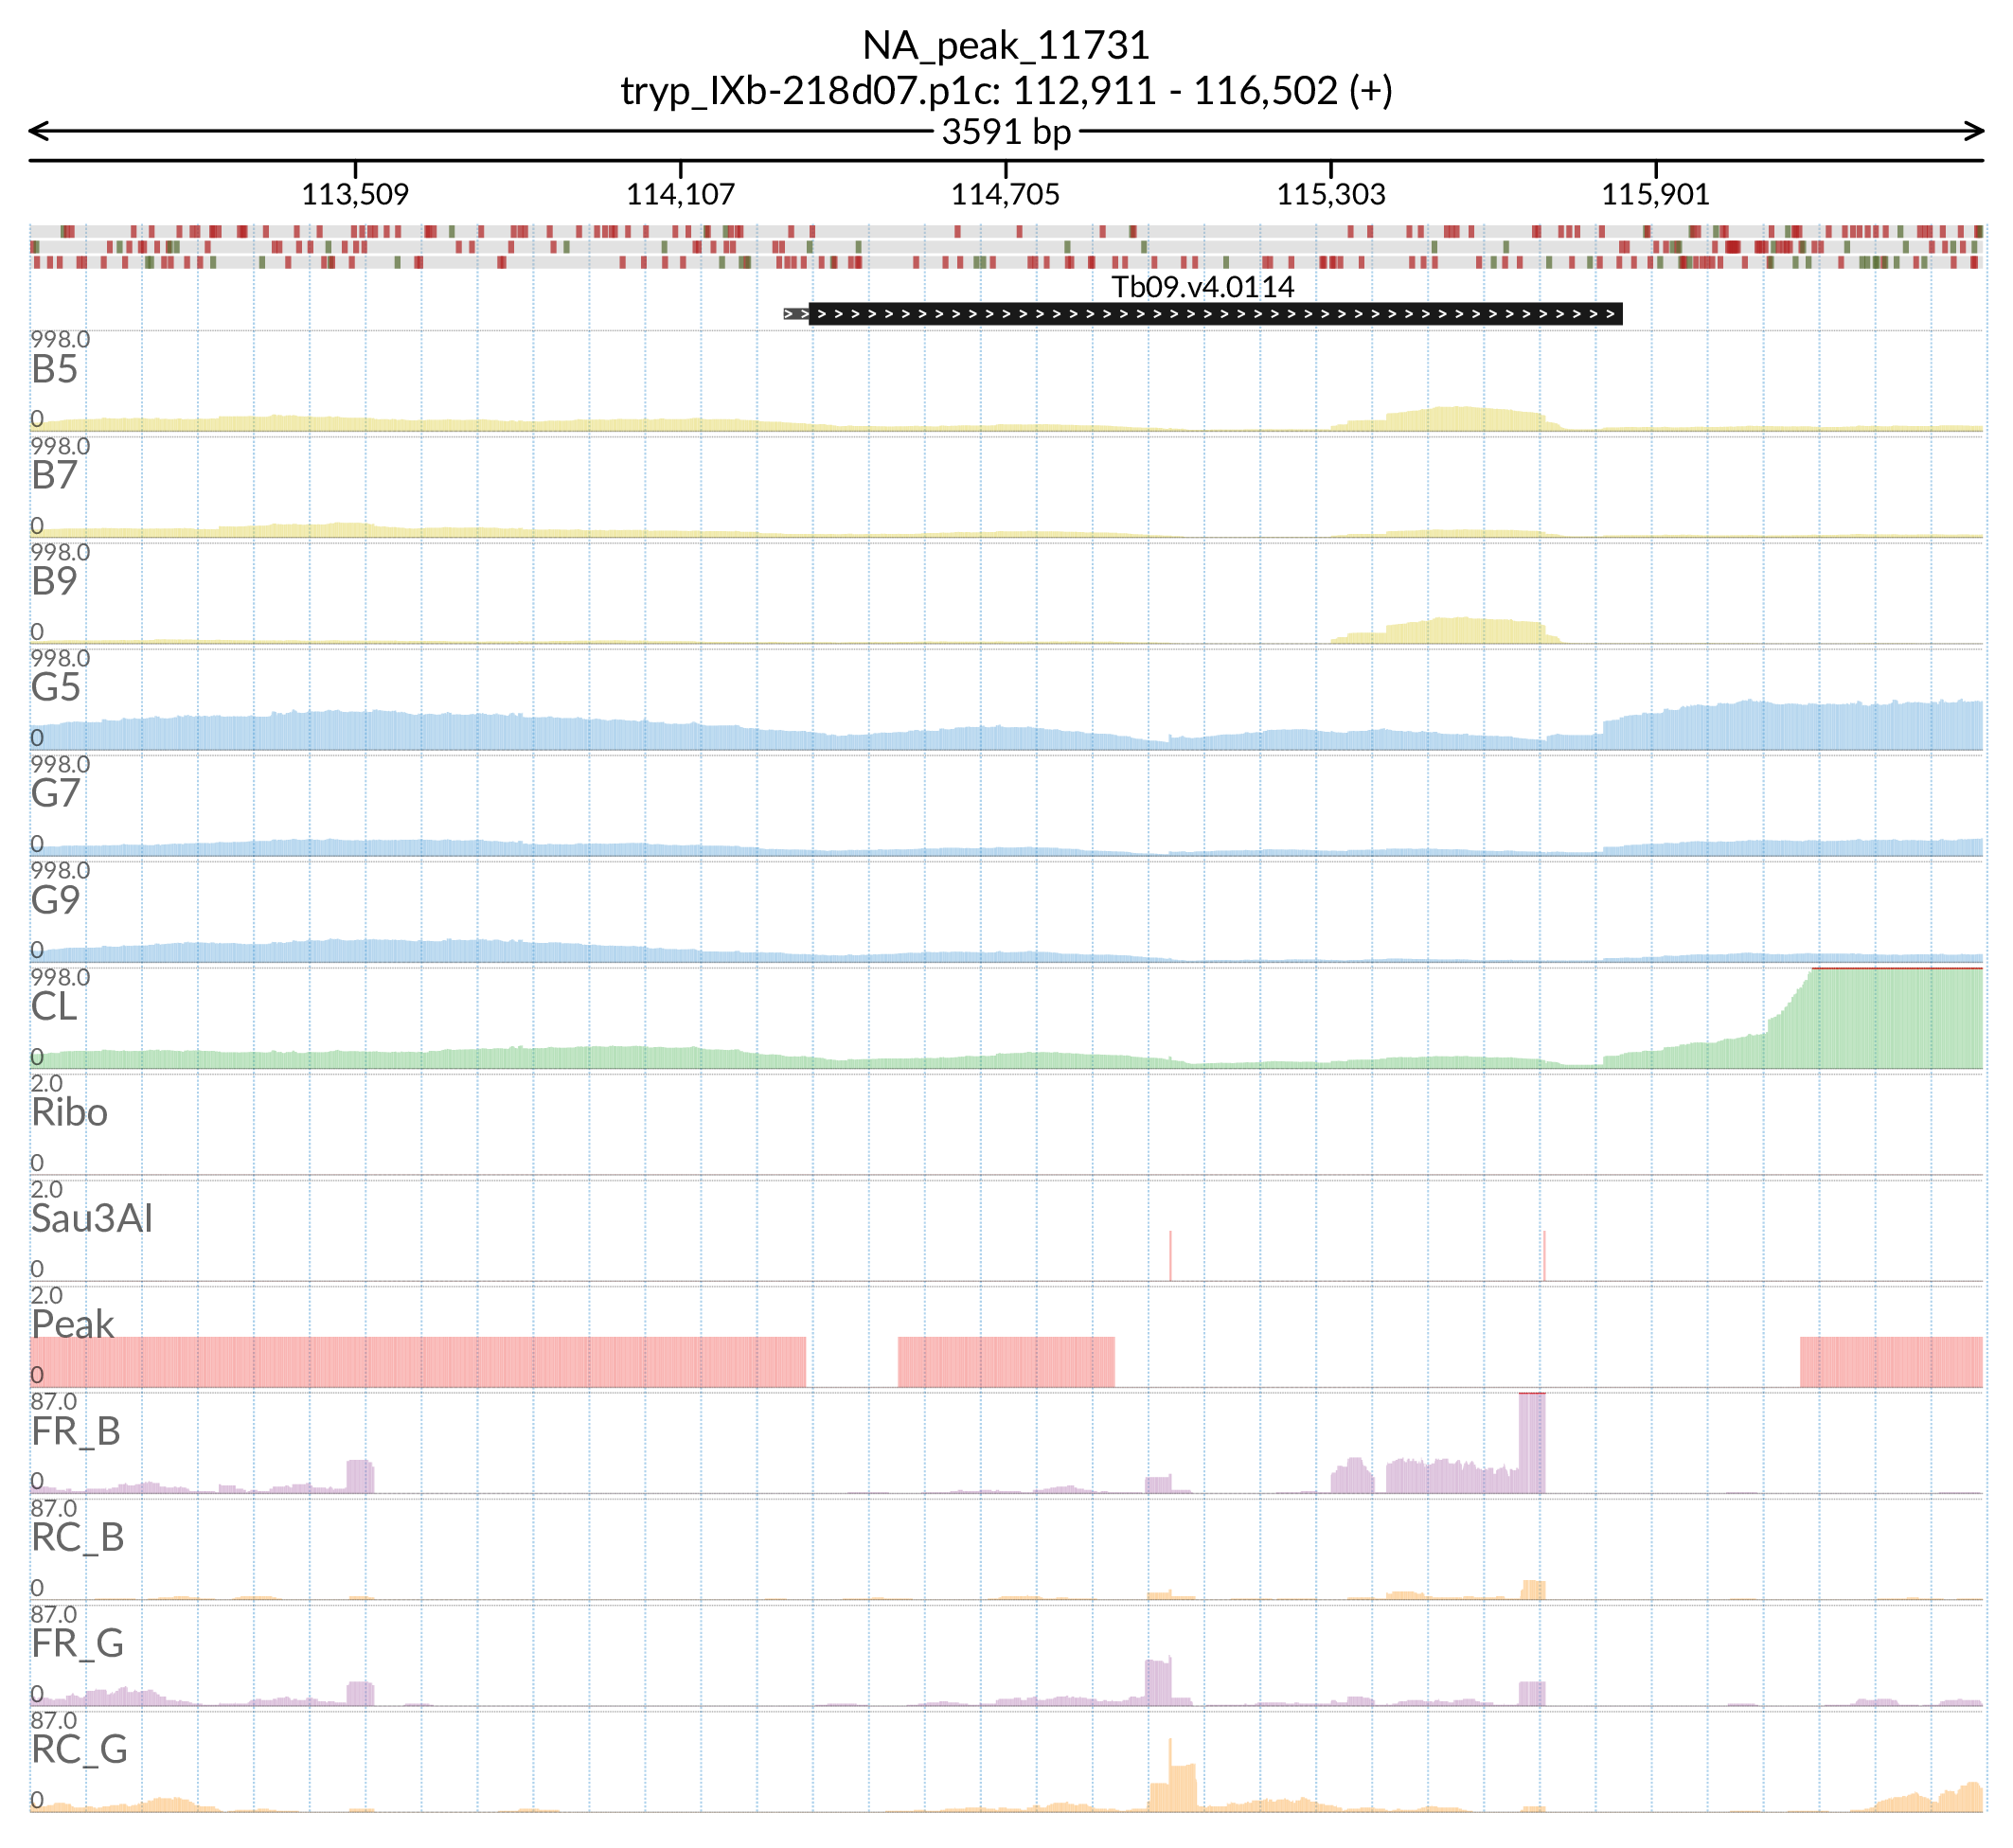 NA_peak_11731
tryp_IXb-218d07.p1c: 112,911 - 116,502 (+)
3591 bp
113,509 114,107 114,705 115,303 115,901
Tb09.v4.0114
998.0
B5
0
998.0
B7
0
998.0
B9
0
998.0
G5
0
998.0
G7
0
998.0
G9
0
998.0
CL
0
2.0
Ribo
0
2.0
Sau3AI
0
2.0
Peak
0
87.0
FR_B
0
87.0
RC_B
0
87.0
FR_G
0
87.0
RC_G
0